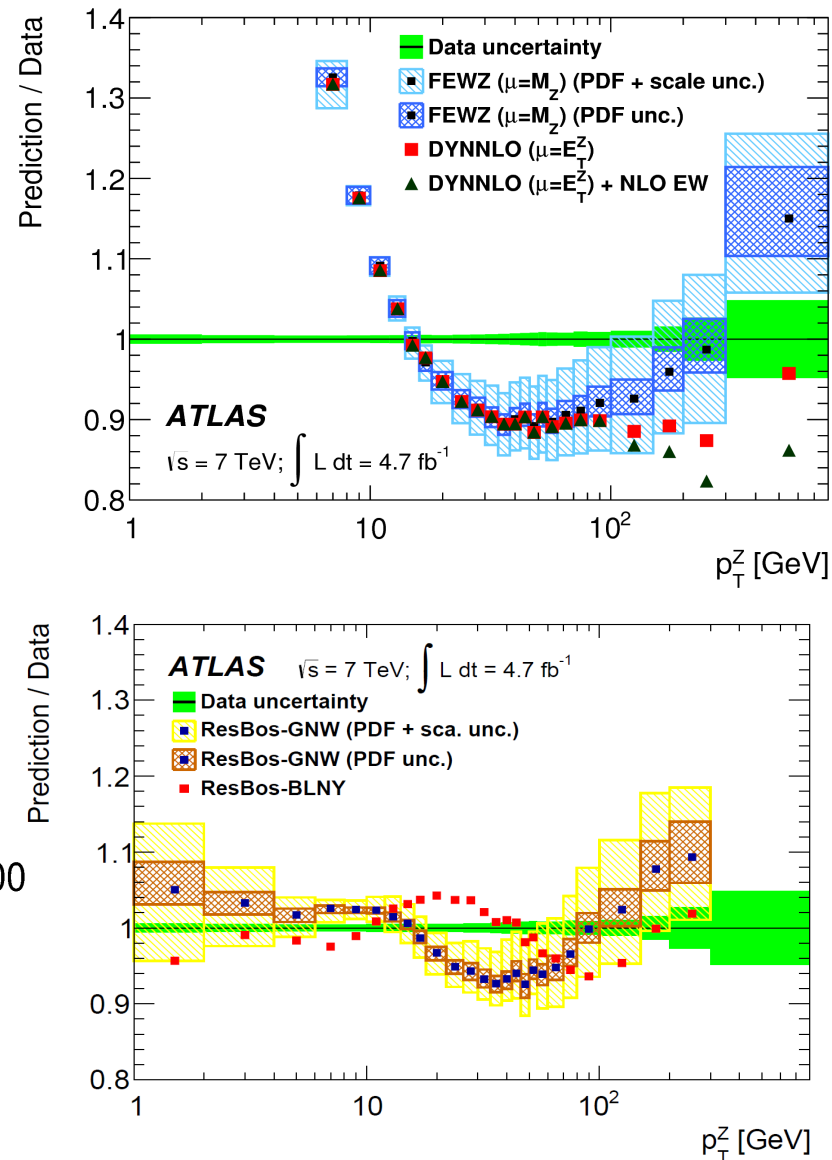 1.4
1.3
1.2
1.1
1
0.9
0.8
Prediction / Data
Data uncertainty
FEWZ (μ=M_Z) (PDF + scale unc.)
FEWZ (μ=M_Z) (PDF unc.)
DYNNLO (μ=E_T^Z)
DYNNLO (μ=E_T^Z) + NLO EW
ATLAS
√s = 7 TeV; ∫ L dt = 4.7 fb⁻¹
1 10 10²
p_T^Z [GeV]
1.4
1.3
1.2
1.1
1
0.9
0.8
Prediction / Data
ATLAS √s = 7 TeV; ∫ L dt = 4.7 fb⁻¹
Data uncertainty
ResBos-GNW (PDF + sca. unc.)
ResBos-GNW (PDF unc.)
ResBos-BLNY
00
1 10 10²
p_T^Z [GeV]